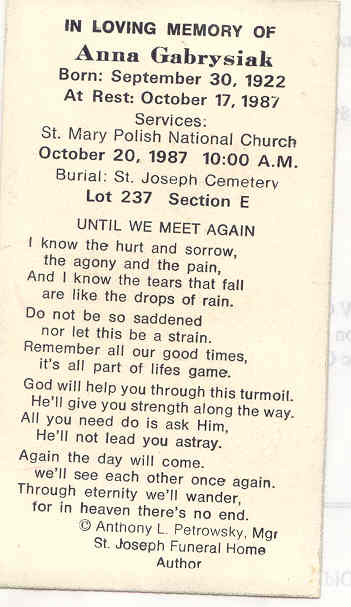 IN LOVING MEMORY OF
Anna Gabrysiak
Born: September 30, 1922
At Rest: October 17, 1987
Services:
St. Mary Polish National Church
October 20, 1987 10:00 A.M.
Burial: St. Joseph Cemetery
Lot 237 Section E
UNTIL WE MEET AGAIN
I know the hurt and sorrow,
the agony and the pain,
And I know the tears that fall
are like the drops of rain.
Do not be so saddened
nor let this be a strain.
Remember all our good times,
it's all part of lifes game.
God will help you through this turmoil.
He'll give you strength along the way.
All you need do is ask Him,
He'll not lead you astray.
Again the day will come.
we'll see each other once again.
Through eternity we'll wander,
for in heaven there's no end.
© Anthony L. Petrowsky, Mgr
St. Joseph Funeral Home
Author